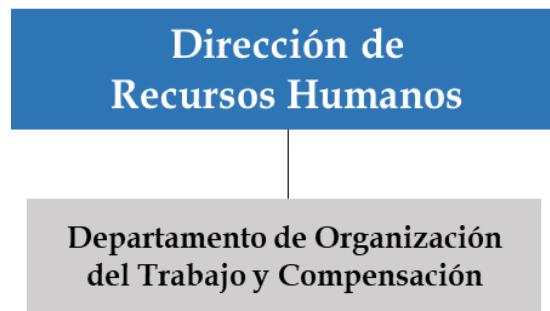 Dirección de
Recursos Humanos
Departamento de Organización
del Trabajo y Compensación